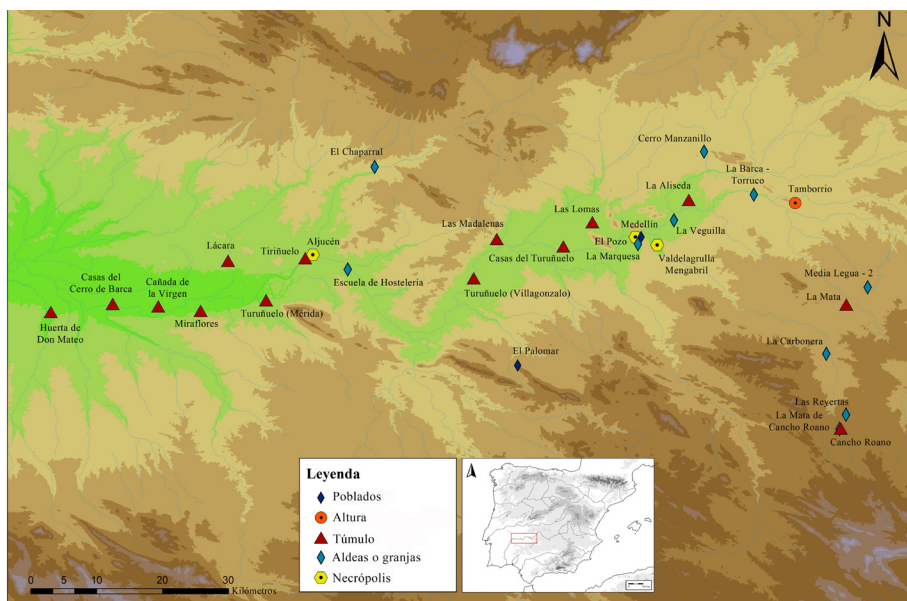 N
El Chaparral
Cerro Manzanillo
La Barca -
Torruco
Tamborrio
La Aliseda
Las Lomas
Las Madalenas
Medellín
La Veguilla
El Pozo
La Marquesa
Casas del Turuñuelo
Valdelagrulla
Mengabril
Lácara
Tiriñuelo
Aljucén
Escuela de Hosteleria
Turuñuelo (Villagonzalo)
Casas del
Cerro de Barca
Cañada de
la Virgen
Miraflores
Turuñuelo (Mérida)
Huerta de
Don Mateo
Media Legua - 2
La Mata
El Palomar
La Carbonera
Las Reyertas
La Mata de
Cancho Roano
Cancho Roano
Leyenda
Poblados
Altura
Túmulo
Aldeas o granjas
Necrópolis
0 5 10 20 30
Kilómetros